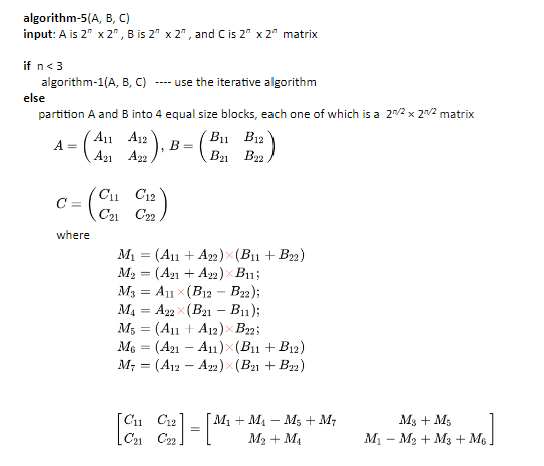 algorithm-5(A, B, C)
input: A is 2ⁿ x 2ⁿ , B is 2ⁿ x 2ⁿ , and C is 2ⁿ x 2ⁿ matrix
if n < 3
algorithm-1(A, B, C) ---- use the iterative algorithm
else
partition A and B into 4 equal size blocks, each one of which is a 2^{n/2} × 2^{n/2} matrix
A = ( A₁₁ A₁₂ ; A₂₁ A₂₂ ), B = ( B₁₁ B₁₂ ; B₂₁ B₂₂ )
C = ( C₁₁ C₁₂ ; C₂₁ C₂₂ )
where
M₁ = (A₁₁ + A₂₂)×(B₁₁ + B₂₂)
M₂ = (A₂₁ + A₂₂)×B₁₁;
M₃ = A₁₁×(B₁₂ − B₂₂);
M₄ = A₂₂×(B₂₁ − B₁₁);
M₅ = (A₁₁ + A₁₂)×B₂₂;
M₆ = (A₂₁ − A₁₁)×(B₁₁ + B₁₂)
M₇ = (A₁₂ − A₂₂)×(B₂₁ + B₂₂)
[ C₁₁ C₁₂ ; C₂₁ C₂₂ ] = [ M₁ + M₄ − M₅ + M₇ M₃ + M₅ ; M₂ + M₄ M₁ − M₂ + M₃ + M₆ ]